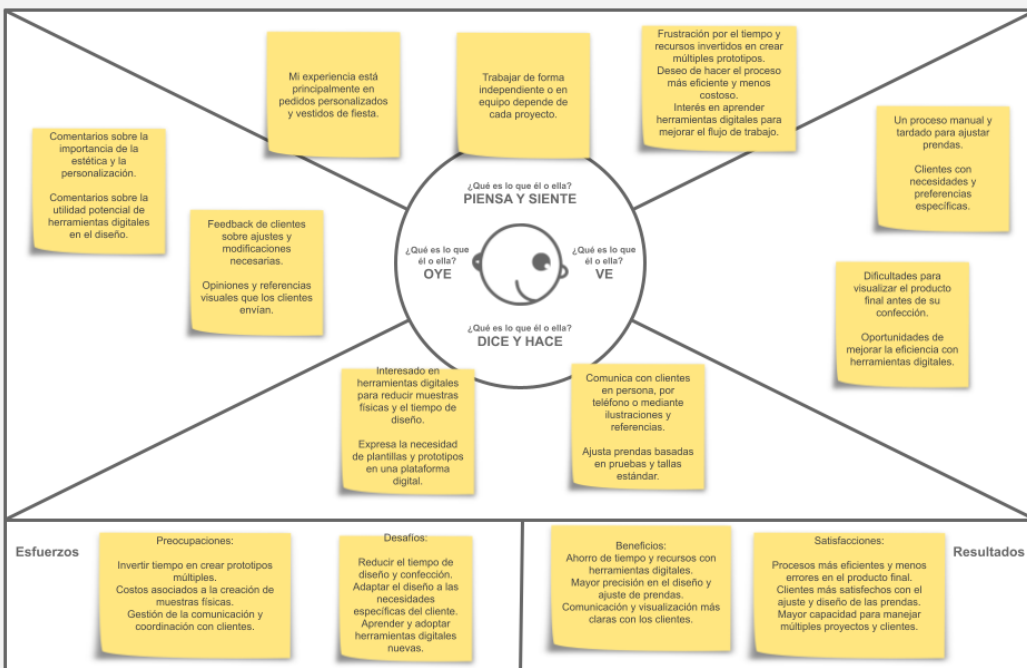 Mi experiencia está
principalmente en
pedidos personalizados
y vestidos de fiesta.
Trabajar de forma
independiente o en
equipo depende de
cada proyecto.
Frustración por el tiempo y
recursos invertidos en crear
múltiples prototipos.
Deseo de hacer el proceso
más eficiente y menos
costoso.
Interés en aprender
herramientas digitales para
mejorar el flujo de trabajo.
Comentarios sobre la
importancia de la
estética y la
personalización.
Comentarios sobre la
utilidad potencial de
herramientas digitales
en el diseño.
Feedback de clientes
sobre ajustes y
modificaciones
necesarias.
Opiniones y referencias
visuales que los clientes
envían.
¿Qué es lo que él o ella?
PIENSA Y SIENTE
¿Qué es lo que
él o ella?
OYE
¿Qué es lo que
él o ella?
VE
¿Qué es lo que él o ella?
DICE Y HACE
Un proceso manual y
tardado para ajustar
prendas.
Clientes con
necesidades y
preferencias
específicas.
Dificultades para
visualizar el producto
final antes de su
confección.
Oportunidades de
mejorar la eficiencia con
herramientas digitales.
Interesado en
herramientas digitales
para reducir muestras
físicas y el tiempo de
diseño.
Expresa la necesidad
de plantillas y prototipos
en una plataforma
digital.
Comunica con clientes
en persona, por
teléfono o mediante
ilustraciones y
referencias.
Ajusta prendas basadas
en pruebas y tallas
estándar.
Esfuerzos
Preocupaciones:
Invertir tiempo en crear prototipos
múltiples.
Costos asociados a la creación de
muestras físicas.
Gestión de la comunicación y
coordinación con clientes.
Desafíos:
Reducir el tiempo de
diseño y confección.
Adaptar el diseño a las
necesidades
específicas del cliente.
Aprender y adoptar
herramientas digitales
nuevas.
Beneficios:
Ahorro de tiempo y recursos con
herramientas digitales.
Mayor precisión en el diseño y
ajuste de prendas.
Comunicación y visualización más
claras con los clientes.
Satisfacciones:
Procesos más eficientes y menos
errores en el producto final.
Clientes más satisfechos con el
ajuste y diseño de las prendas.
Mayor capacidad para manejar
múltiples proyectos y clientes.
Resultados